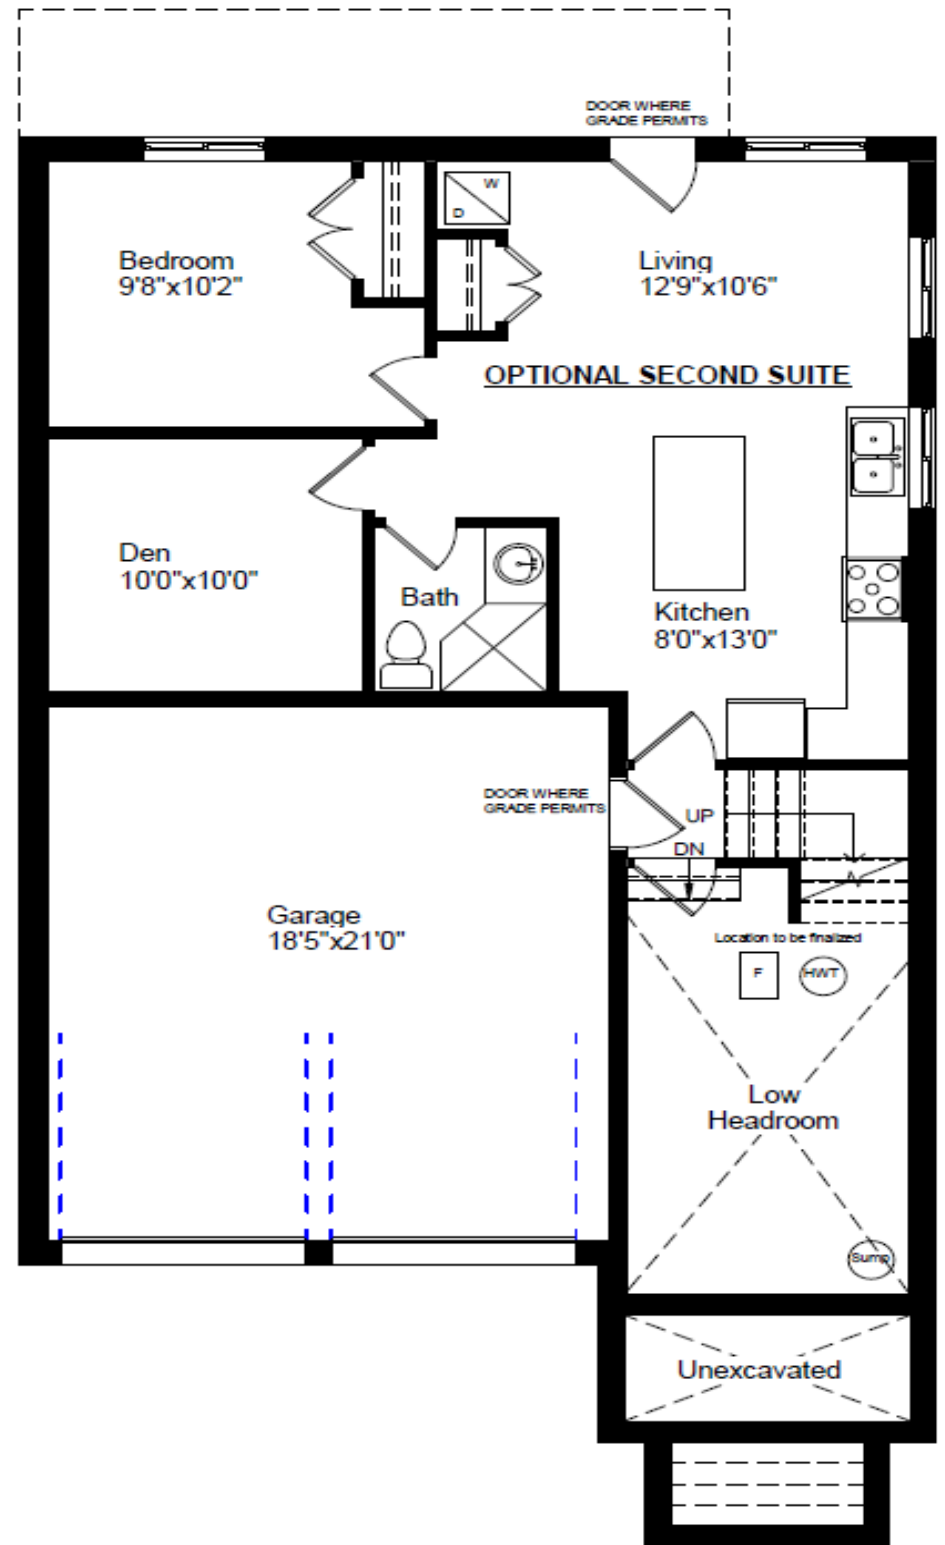 DOOR WHERE
GRADE PERMITS
W
D
Bedroom
9'8"x10'2"
Living
12'9"x10'6"
OPTIONAL SECOND SUITE
Den
10'0"x10'0"
Bath
Kitchen
8'0"x13'0"
DOOR WHERE
GRADE PERMITS
UP
DN
Garage
18'5"x21'0"
Location to be finalized
F
HWT
Low
Headroom
Sump
Unexcavated